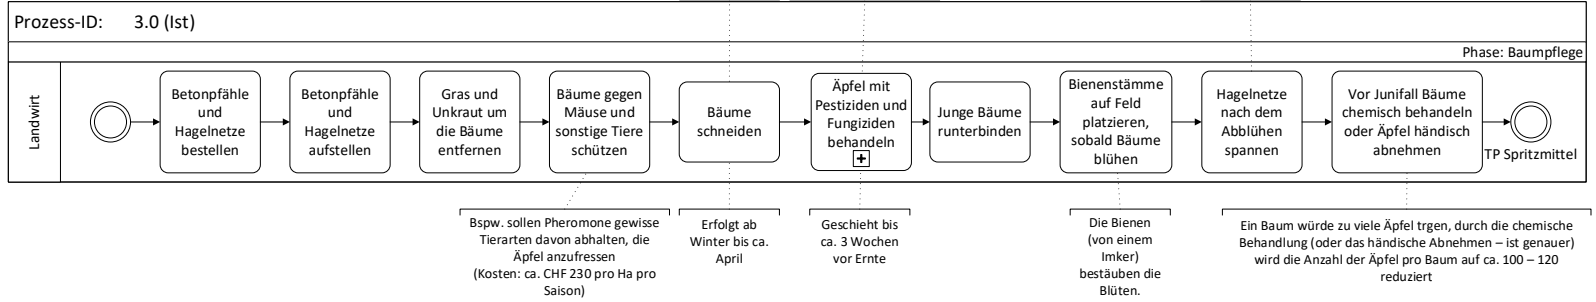 Prozess-ID: 3.0 (Ist)
Phase: Baumpflege
Landwirt
Betonpfähle
und
Hagelnetze
bestellen
Betonpfähle
und
Hagelnetze
aufstellen
Gras und
Unkraut um
die Bäume
entfernen
Bäume gegen
Mäuse und
sonstige Tiere
schützen
Bäume
schneiden
Äpfel mit
Pestiziden und
Fungiziden
behandeln
Junge Bäume
runterbinden
Bienenstämme
auf Feld
platzieren,
sobald Bäume
blühen
Hagelnetze
nach dem
Abblühen
spannen
Vor Junifall Bäume
chemisch behandeln
oder Äpfel händisch
abnehmen
TP Spritzmittel
Bspw. sollen Pheromone gewisse
Tierarten davon abhalten, die
Äpfel anzufressen
(Kosten: ca. CHF 230 pro Ha pro
Saison)
Erfolgt ab
Winter bis ca.
April
Geschieht bis
ca. 3 Wochen
vor Ernte
Die Bienen
(von einem
Imker)
bestäuben die
Blüten.
Ein Baum würde zu viele Äpfel trgen, durch die chemische
Behandlung (oder das händische Abnehmen – ist genauer)
wird die Anzahl der Äpfel pro Baum auf ca. 100 – 120
reduziert